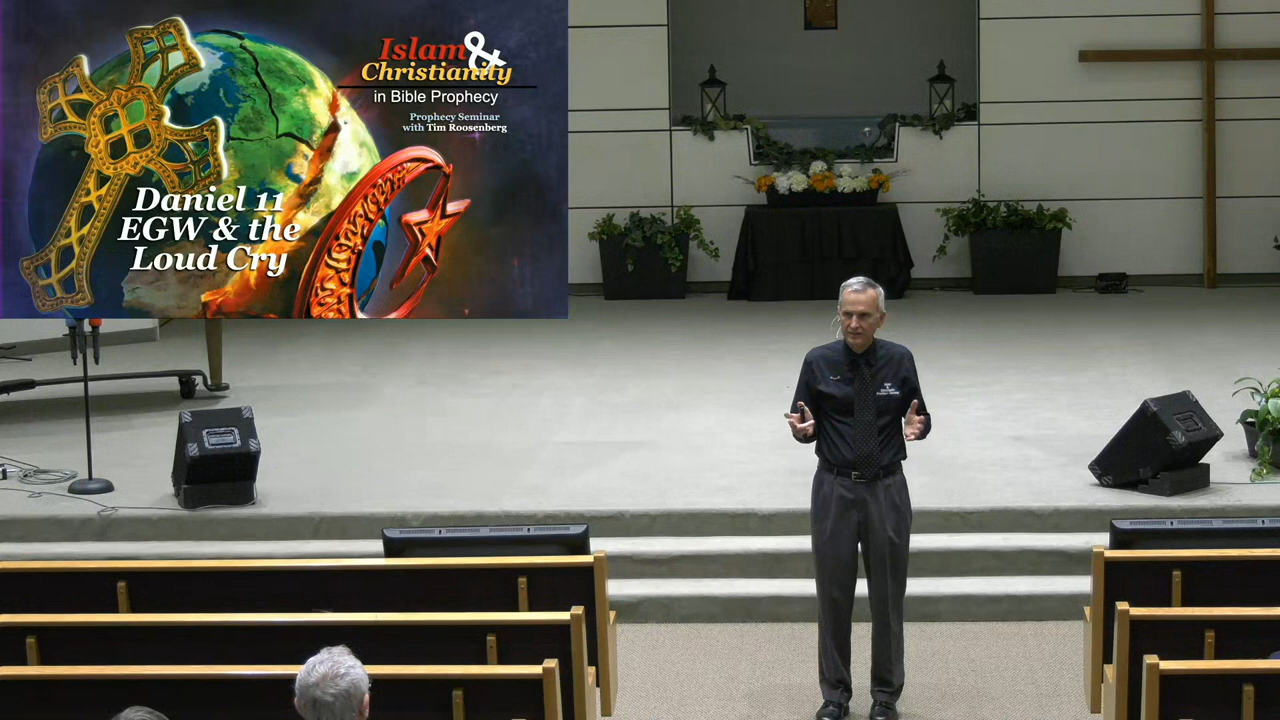 Islam &
Christianity
in Bible Prophecy
Prophecy Seminar
with Tim Roosenberg
Daniel 11
EGW & the
Loud Cry